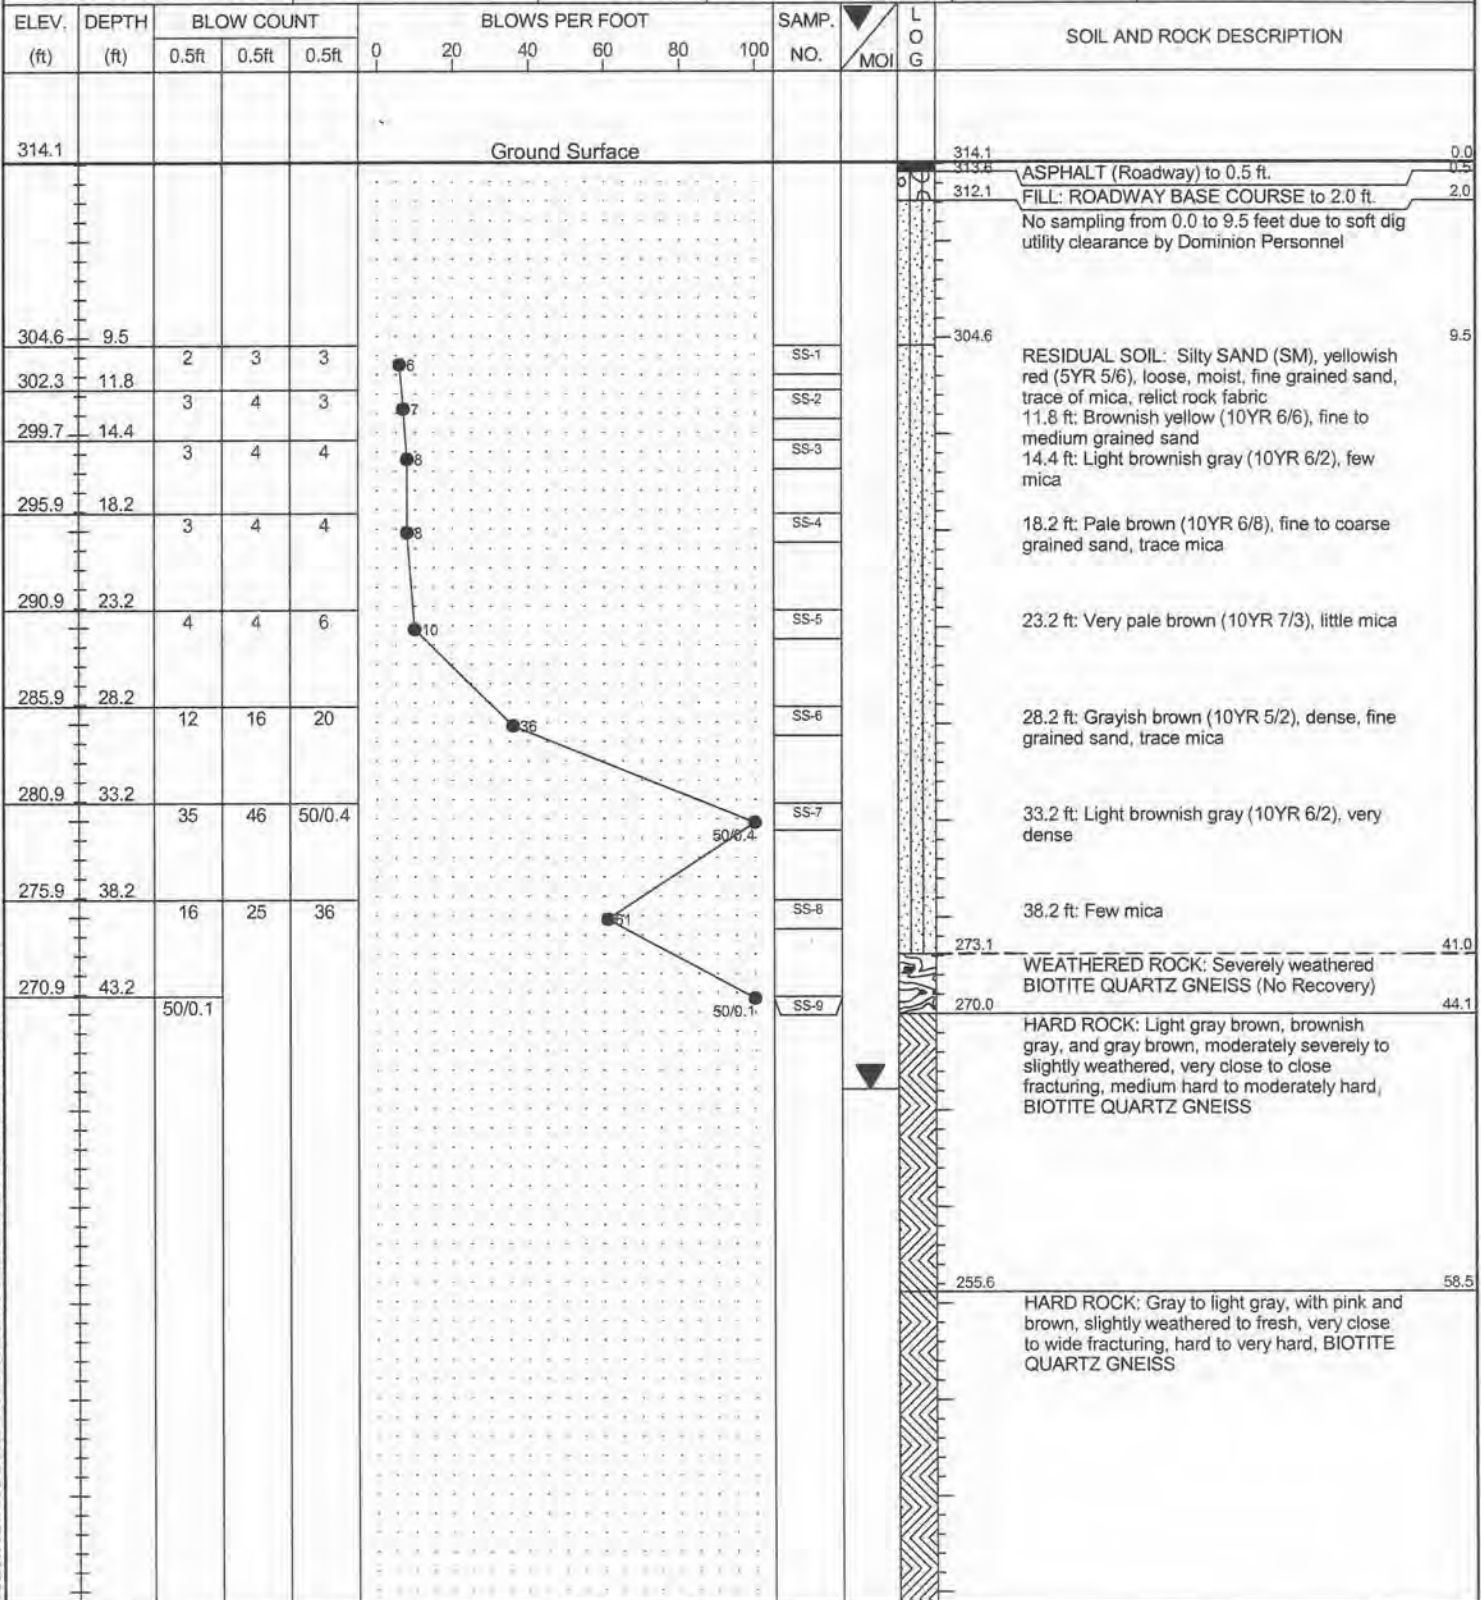 ELEV. DEPTH BLOW COUNT BLOWS PER FOOT SAMP. L O G SOIL AND ROCK DESCRIPTION
(ft) (ft) 0.5ft 0.5ft 0.5ft 0 20 40 60 80 100 NO. MOI
314.1 Ground Surface 314.1 0.0
313.6 ASPHALT (Roadway) to 0.5 ft. 0.5
312.1 FILL: ROADWAY BASE COURSE to 2.0 ft. 2.0
No sampling from 0.0 to 9.5 feet due to soft dig
utility clearance by Dominion Personnel
304.6 9.5 304.6 9.5
2 3 3 6 SS-1 RESIDUAL SOIL: Silty SAND (SM), yellowish
red (5YR 5/6), loose, moist, fine grained sand,
302.3 11.8 trace of mica, relict rock fabric
3 4 3 7 SS-2 11.8 ft: Brownish yellow (10YR 6/6), fine to
299.7 14.4 medium grained sand
3 4 4 8 SS-3 14.4 ft: Light brownish gray (10YR 6/2), few
mica
295.9 18.2
3 4 4 8 SS-4 18.2 ft: Pale brown (10YR 6/8), fine to coarse
grained sand, trace mica
290.9 23.2
4 4 6 10 SS-5 23.2 ft: Very pale brown (10YR 7/3), little mica
285.9 28.2
12 16 20 36 SS-6 28.2 ft: Grayish brown (10YR 5/2), dense, fine
grained sand, trace mica
280.9 33.2
35 46 50/0.4 50/0.4 SS-7 33.2 ft: Light brownish gray (10YR 6/2), very
dense
275.9 38.2
16 25 36 61 SS-8 38.2 ft: Few mica
273.1 41.0
WEATHERED ROCK: Severely weathered
270.9 43.2 BIOTITE QUARTZ GNEISS (No Recovery)
50/0.1 50/0.1 SS-9 270.0 44.1
HARD ROCK: Light gray brown, brownish
gray, and gray brown, moderately severely to
slightly weathered, very close to close
fracturing, medium hard to moderately hard,
BIOTITE QUARTZ GNEISS
255.6 58.5
HARD ROCK: Gray to light gray, with pink and
brown, slightly weathered to fresh, very close
to wide fracturing, hard to very hard, BIOTITE
QUARTZ GNEISS